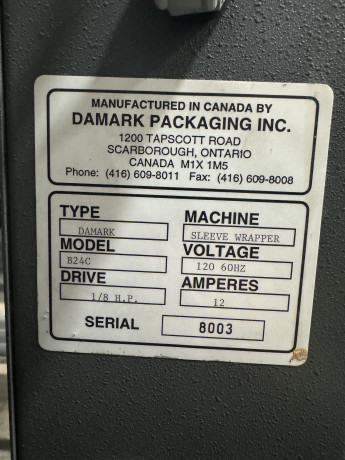 MANUFACTURED IN CANADA BY
DAMARK PACKAGING INC.
1200 TAPSCOTT ROAD
SCARBOROUGH, ONTARIO
CANADA M1X 1M5
Phone: (416) 609-8011 Fax: (416) 609-8008
TYPE MACHINE
DAMARK SLEEVE WRAPPER
MODEL VOLTAGE
B24C 120 60HZ
DRIVE AMPERES
1/8 H.P. 12
SERIAL 8003